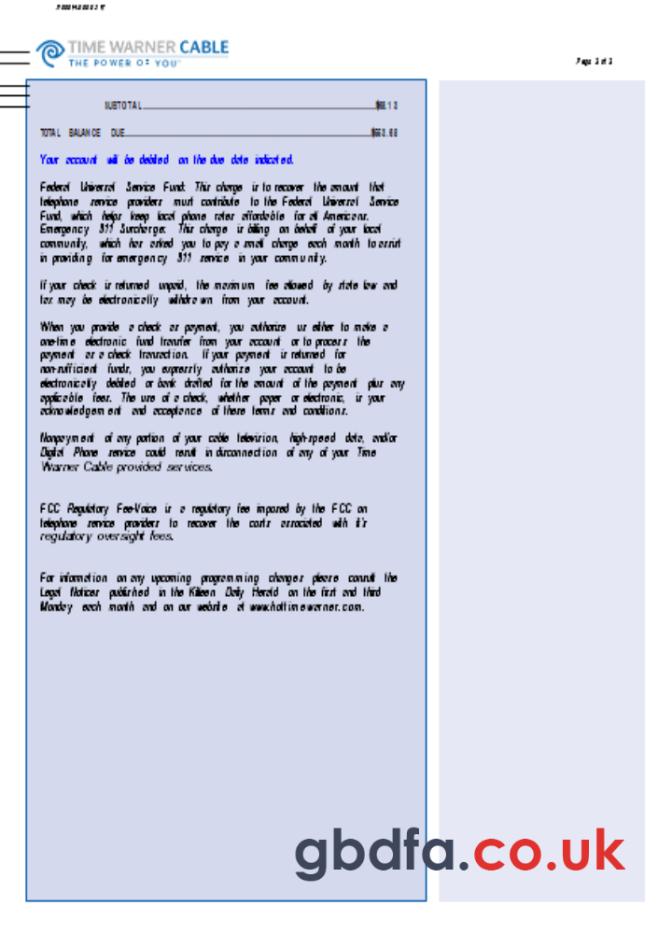 TIME WARNER CABLE
THE POWER OF YOU™
Page 2 of 2
SUBTOTAL
TOTAL BALANCE DUE
Your account will be debited on the due date indicated.
Federal Universal Service Fund: This charge is to recover the amount that
telephone service providers must contribute to the Federal Universal Service
Fund, which helps keep local phone rates affordable for all Americans.
Emergency 911 Surcharge: This charge is billing on behalf of your local
community, which has asked you to pay a small charge each month to assist
in providing for emergency 911 service in your community.
If your check is returned unpaid, the maximum fee allowed by state law and
tax may be electronically withdrawn from your account.
When you provide a check as payment, you authorize us either to make a
one-time electronic fund transfer from your account or to process the
payment as a check transaction. If your payment is returned for
non-sufficient funds, you expressly authorize your account to be
electronically debited or bank drafted for the amount of the payment plus any
applicable fees. The use of a check, whether paper or electronic, is your
acknowledgement and acceptance of these terms and conditions.
Nonpayment of any portion of your cable television, high-speed data, and/or
Digital Phone service could result in disconnection of any of your Time
Warner Cable provided services.
FCC Regulatory Fee-Voice is a regulatory fee imposed by the FCC on
telephone service providers to recover the costs associated with it's
regulatory oversight fees.
For information on any upcoming programming changes please consult the
Legal Notices published in the Killeen Daily Herald on the first and third
Monday each month and on our website at www.hottimewarner.com.
gbdfa.co.uk